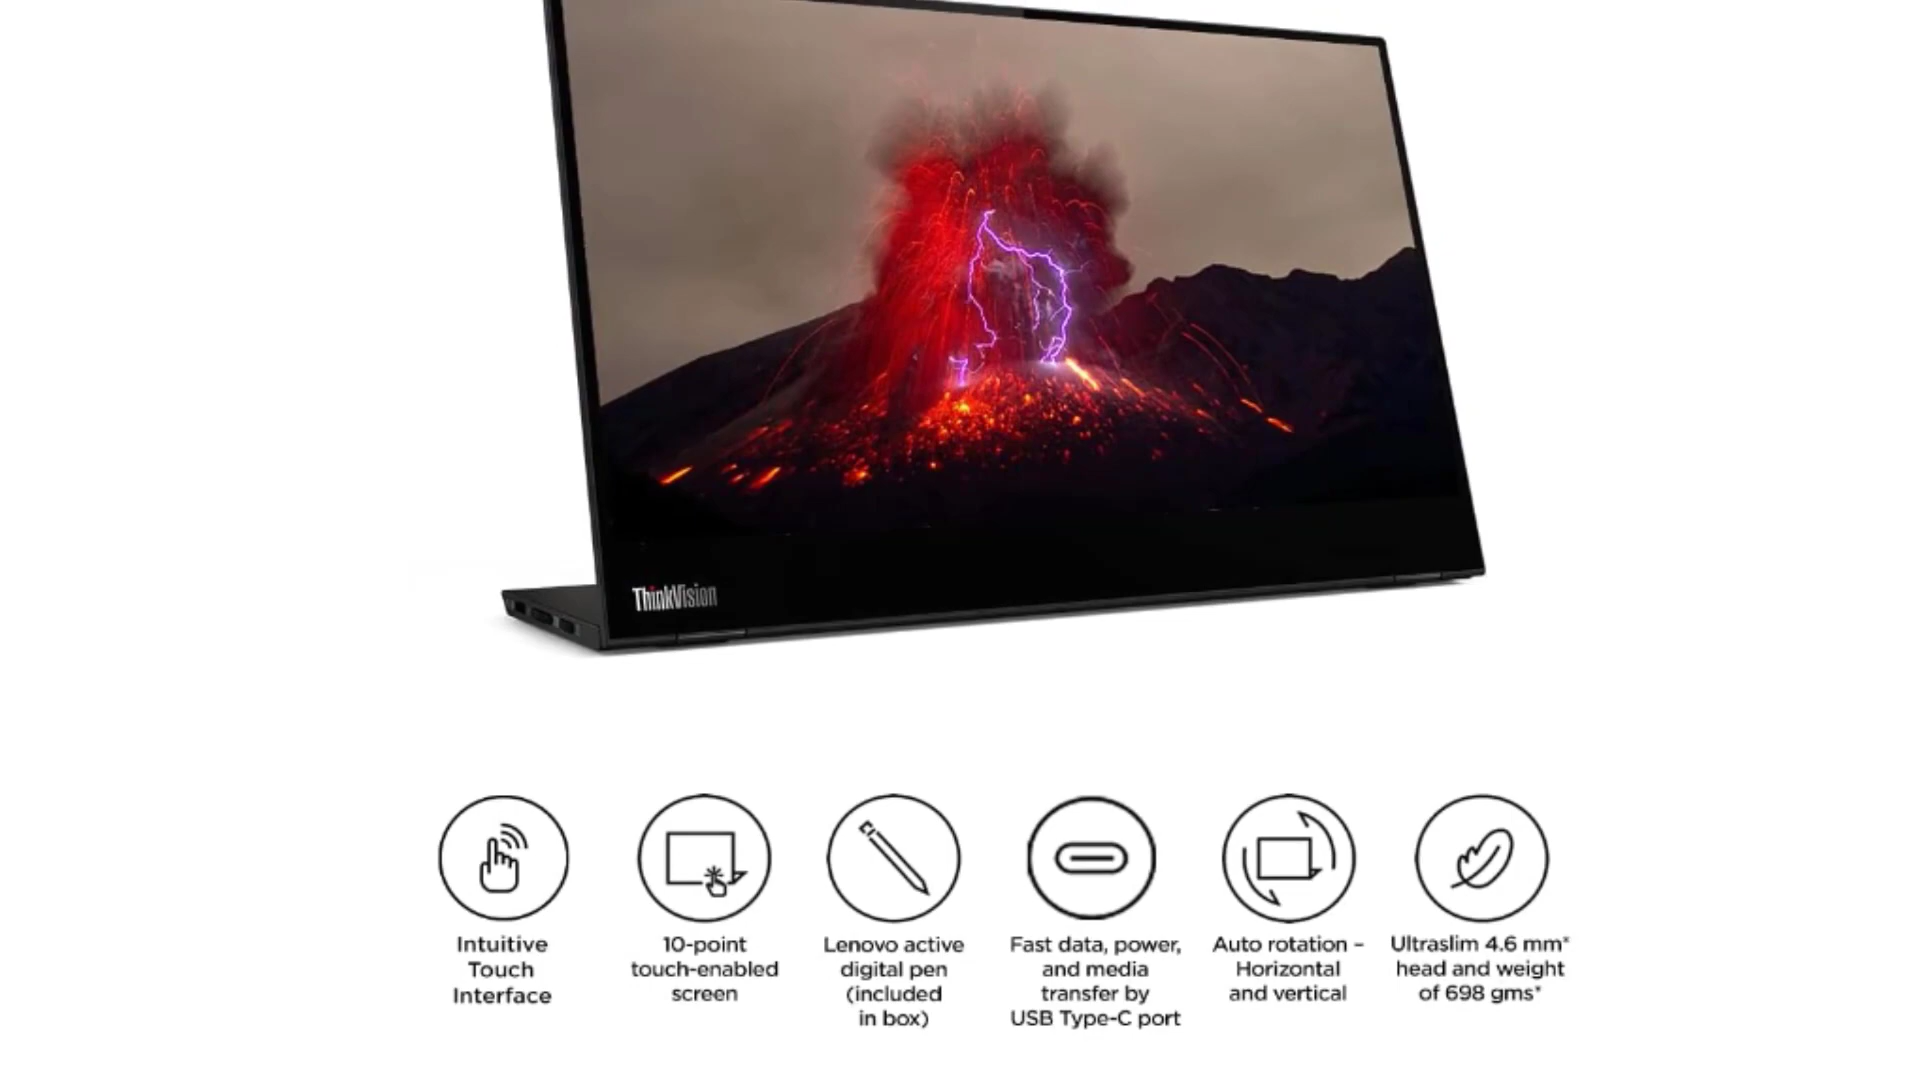 ThinkVision
Intuitive
Touch
Interface
10-point
touch-enabled
screen
Lenovo active
digital pen
(included
in box)
Fast data, power,
and media
transfer by
USB Type-C port
Auto rotation –
Horizontal
and vertical
Ultraslim 4.6 mm*
head and weight
of 698 gms*